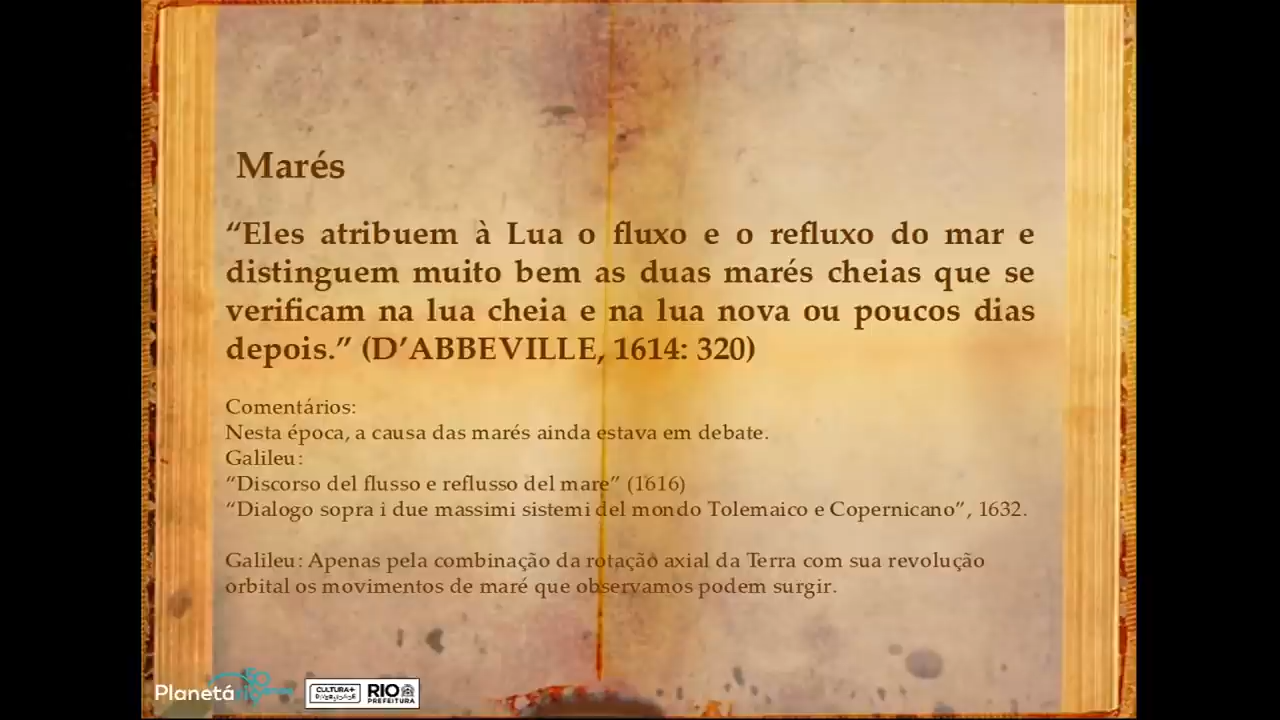 Marés
“Eles atribuem à Lua o fluxo e o refluxo do mar e
distinguem muito bem as duas marés cheias que se
verificam na lua cheia e na lua nova ou poucos dias
depois.” (D’ABBEVILLE, 1614: 320)
Comentários:
Nesta época, a causa das marés ainda estava em debate.
Galileu:
“Discorso del flusso e reflusso del mare” (1616)
“Dialogo sopra i due massimi sistemi del mondo Tolemaico e Copernicano”, 1632.
Galileu: Apenas pela combinação da rotação axial da Terra com sua revolução
orbital os movimentos de maré que observamos podem surgir.
Planetário
CULTURA+
DIVERSIDADE
RIO
PREFEITURA